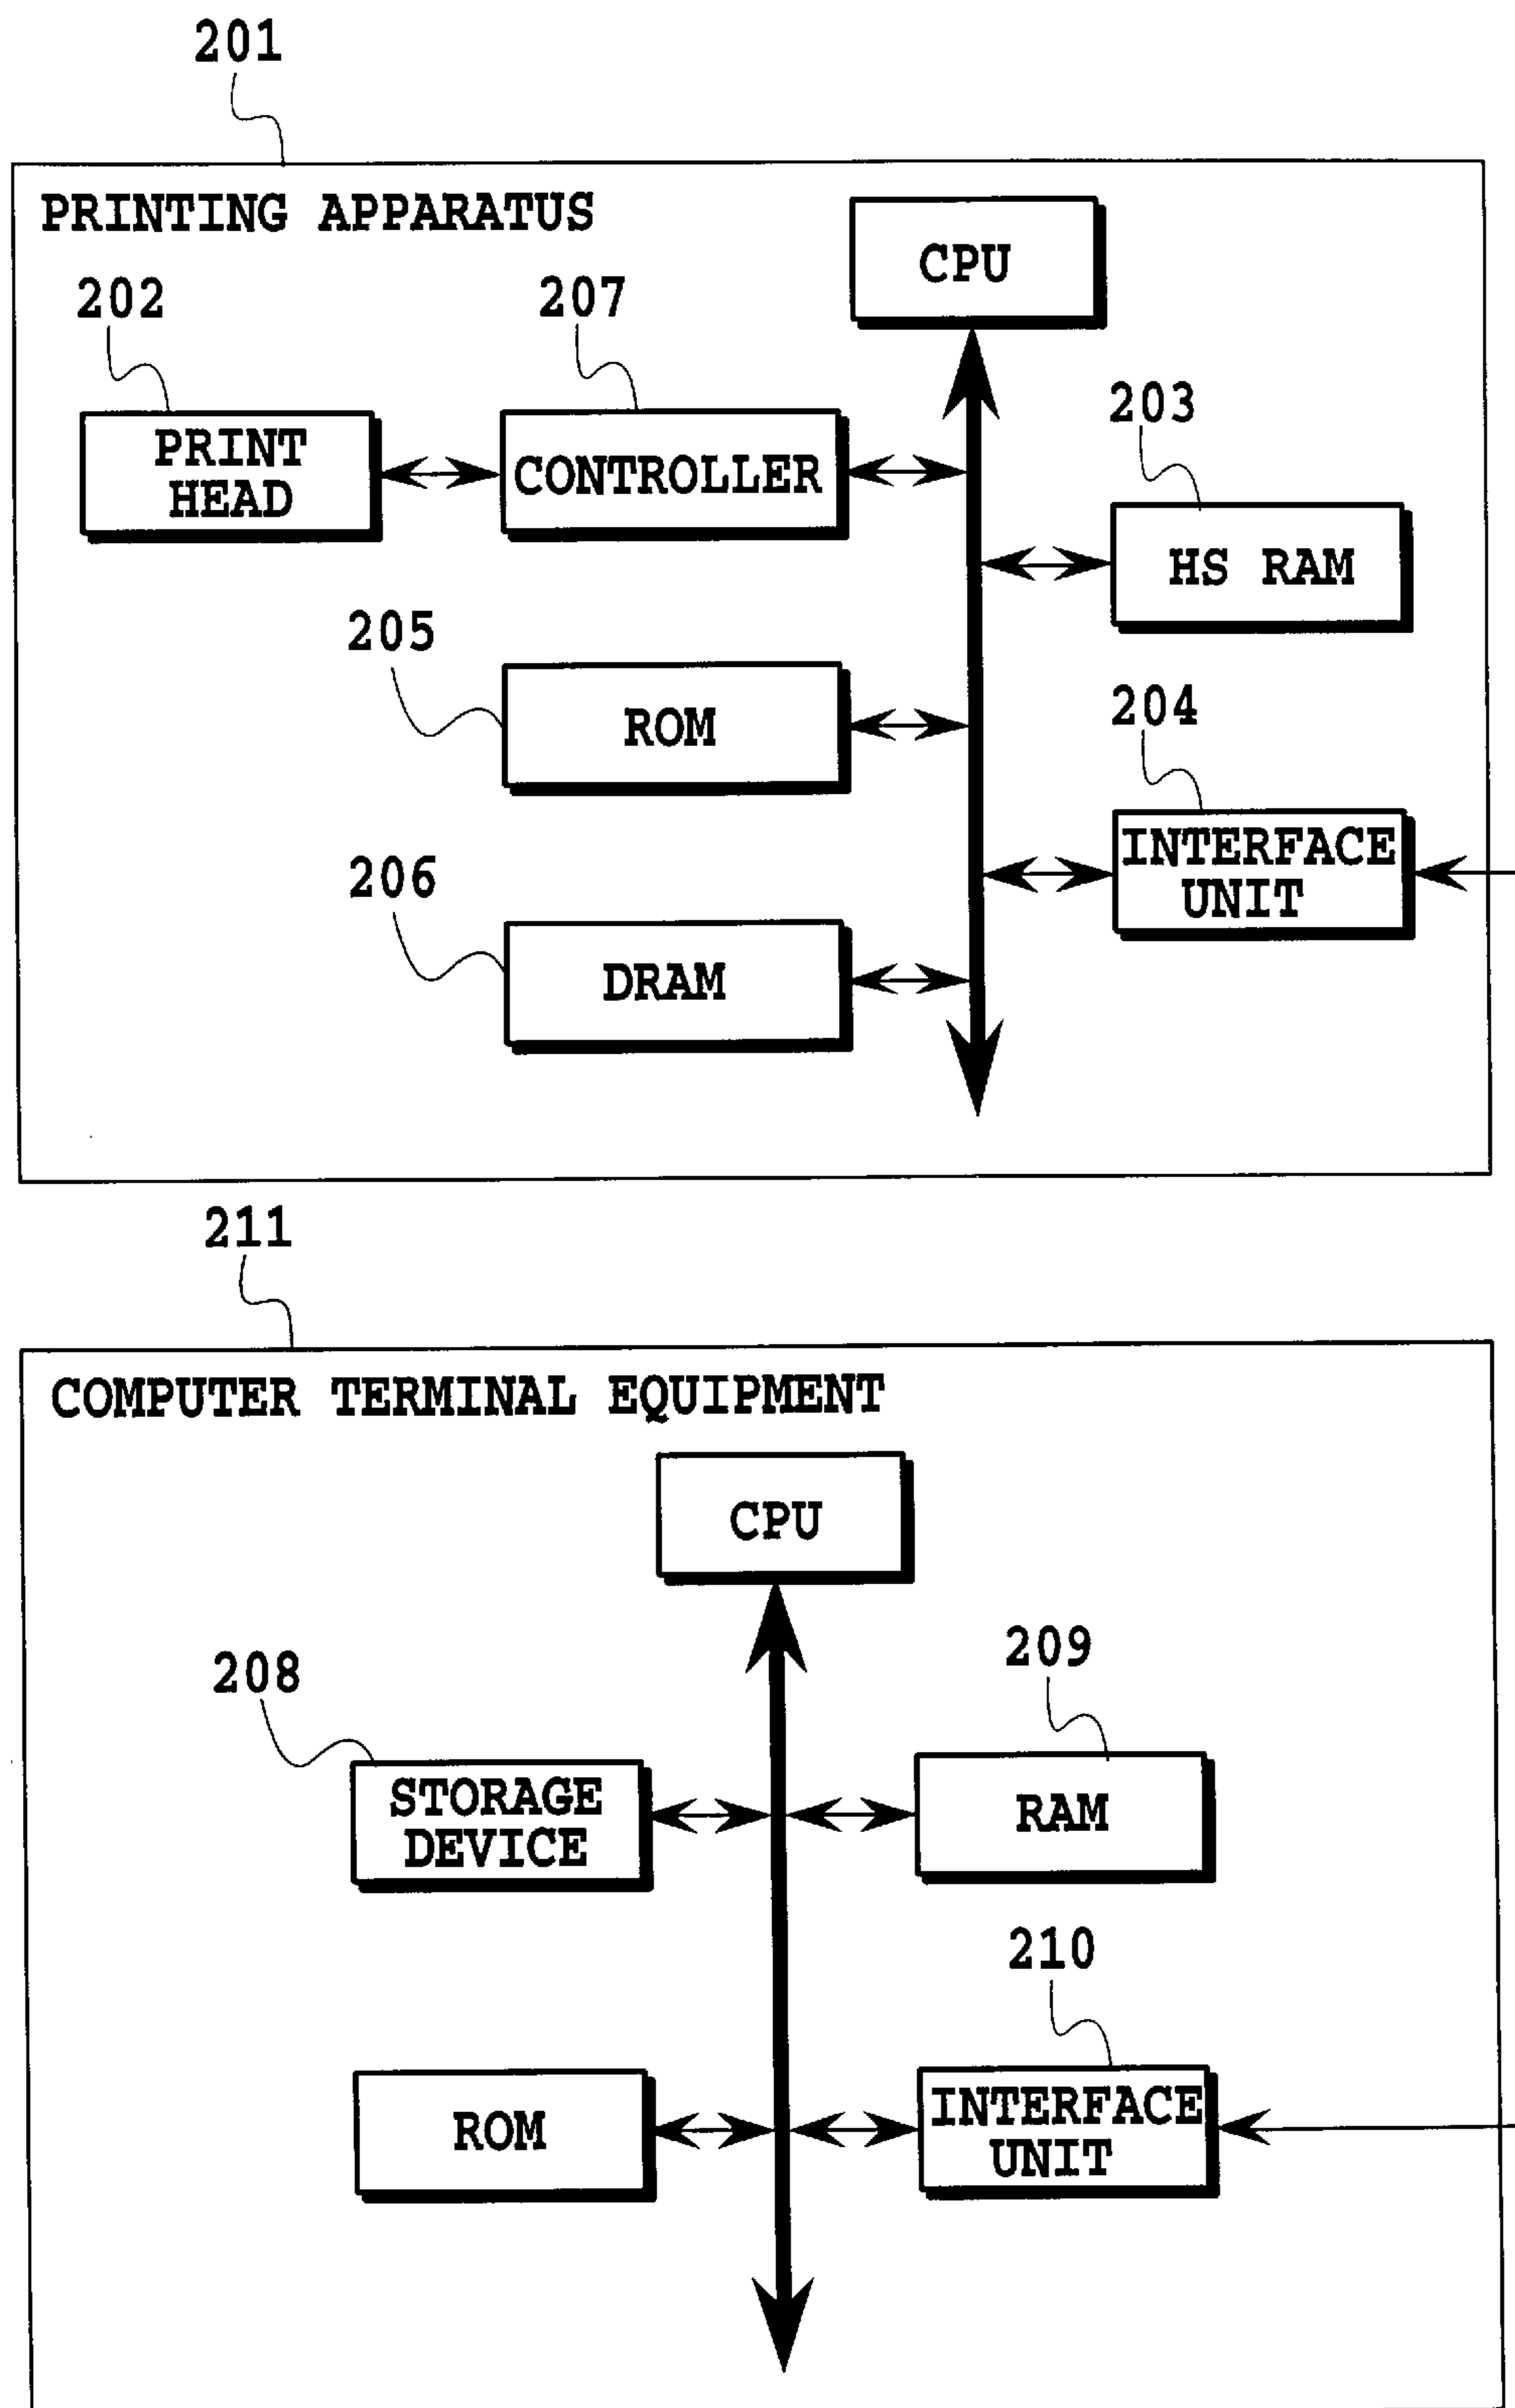 201
PRINTING APPARATUS
CPU
202
207
203
PRINT
HEAD
CONTROLLER
HS RAM
205
ROM
204
INTERFACE
UNIT
206
DRAM
211
COMPUTER TERMINAL EQUIPMENT
CPU
208
209
STORAGE
DEVICE
RAM
210
ROM
INTERFACE
UNIT